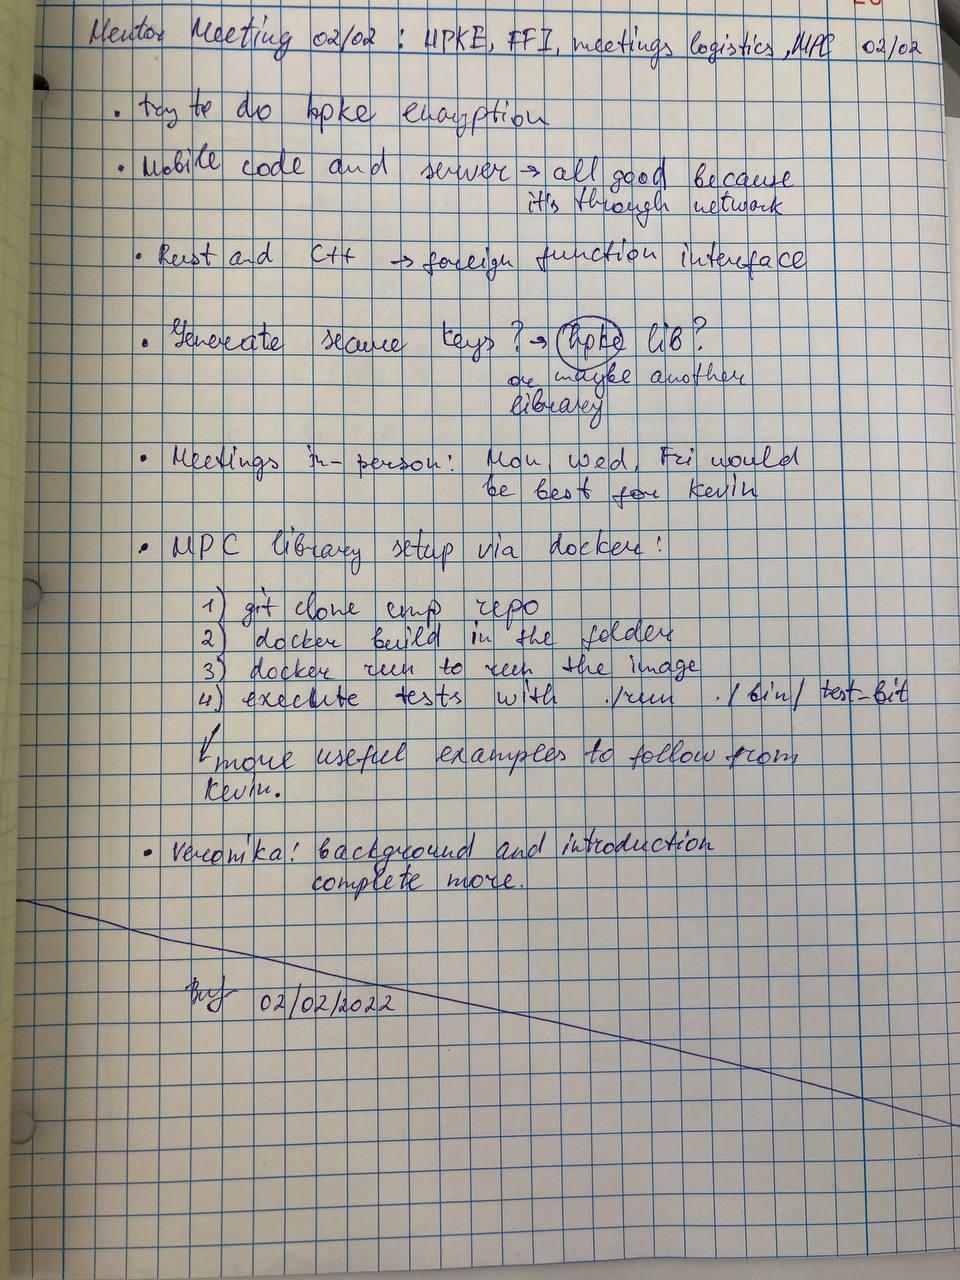 Mentor Meeting 02/02 : HPKE, FFI, meetings logistics, MPC 02/02
• try to do hpke encryption
• Mobile code and server → all good because
it's through network
• Rust and C++ → foreign function interface
• Generate secure keys ? → hpke lib?
or maybe another
library
• Meetings in-person: Mon, Wed, Fri would
be best for Kevin
• MPC library setup via docker:
1) git clone emp repo
2) docker build in the folder
3) docker run to run the image
4) execute tests with ./run ./bin/test-bit
more useful examples to follow from
Kevin.
• Veronika: background and introduction
complete more.
02/02/2022